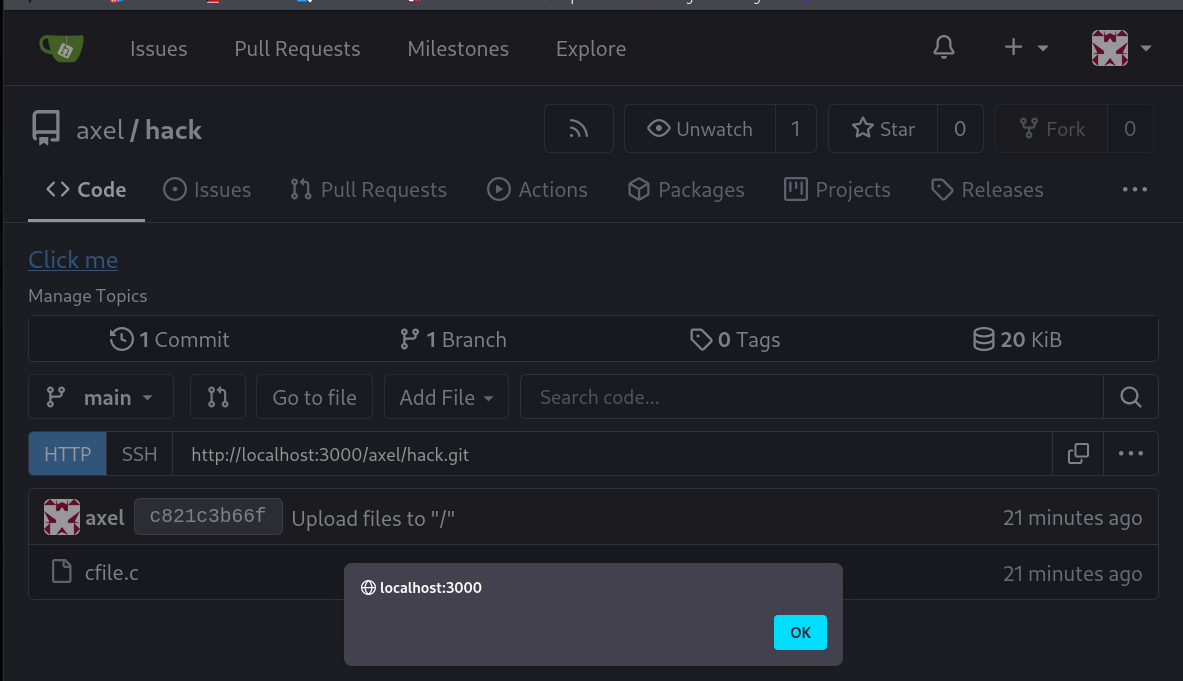 Issues Pull Requests Milestones Explore
axel / hack Unwatch 1 Star 0 Fork 0
Code Issues Pull Requests Actions Packages Projects Releases
Click me
Manage Topics
1 Commit 1 Branch 0 Tags 20 KiB
main Go to file Add File Search code...
HTTP SSH http://localhost:3000/axel/hack.git
axel c821c3b66f Upload files to "/" 21 minutes ago
cfile.c 21 minutes ago
localhost:3000
OK